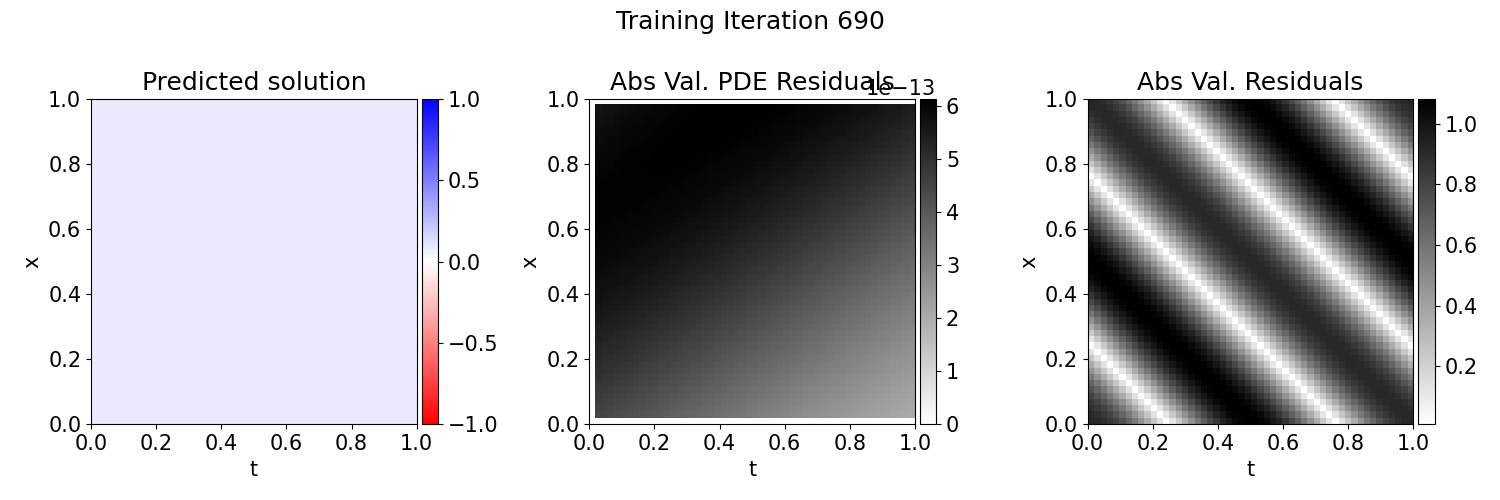 Training Iteration 690
Predicted solution
1.0
0.8
0.6
0.4
0.2
0.0
x
0.0 0.2 0.4 0.6 0.8 1.0
t
1.0
0.5
0.0
−0.5
−1.0
Abs Val. PDE Residuals
1e−13
1.0
0.8
0.6
0.4
0.2
0.0
x
0.0 0.2 0.4 0.6 0.8 1.0
t
6
5
4
3
2
1
0
Abs Val. Residuals
1.0
0.8
0.6
0.4
0.2
0.0
x
0.0 0.2 0.4 0.6 0.8 1.0
t
1.0
0.8
0.6
0.4
0.2